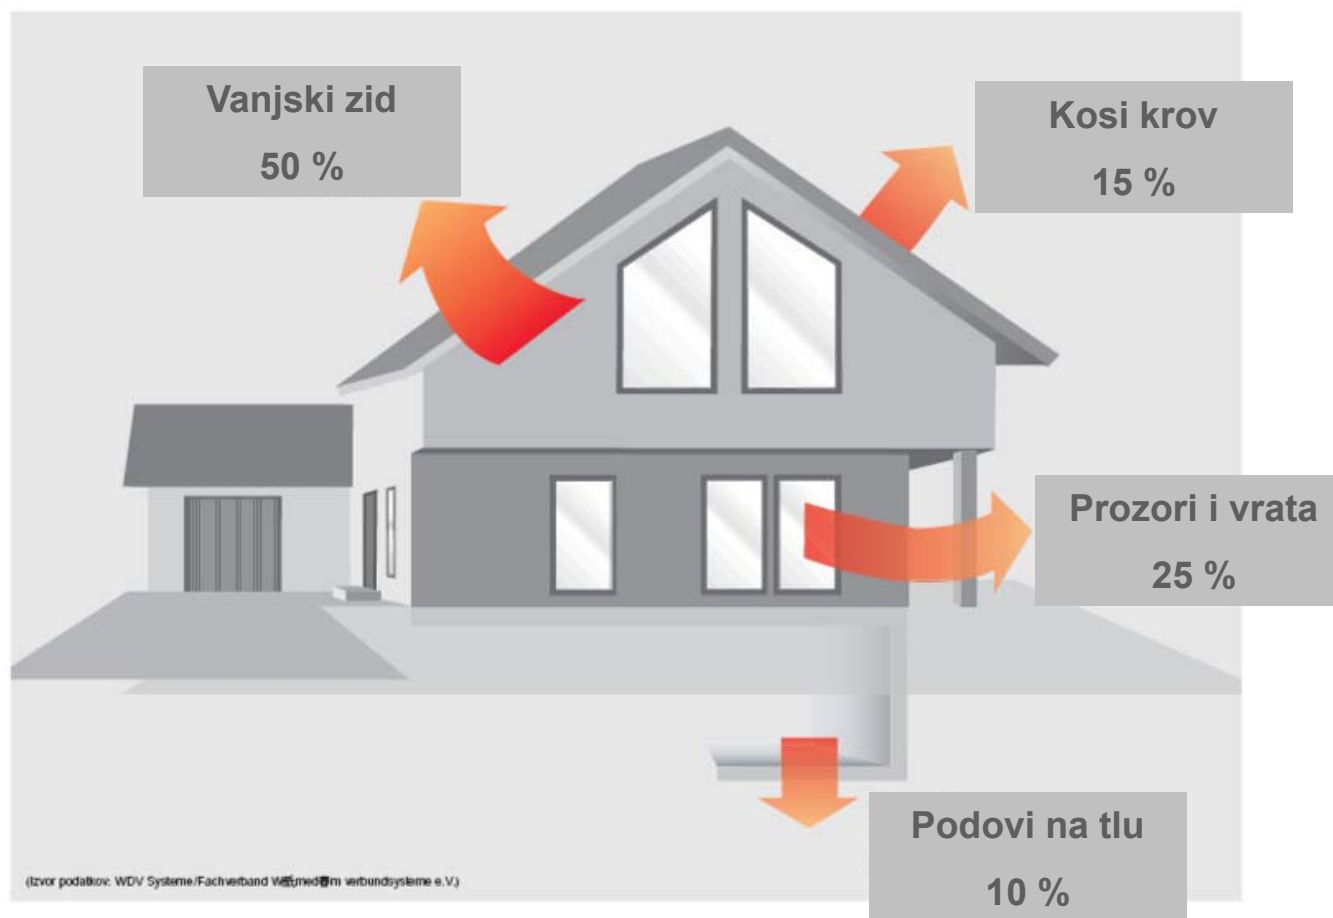 Vanjski zid
50 %
Kosi krov
15 %
Prozori i vrata
25 %
Podovi na tlu
10 %
(Izvor podatkov: WDV Systeme/Fachverband verbundsysteme e.V.)